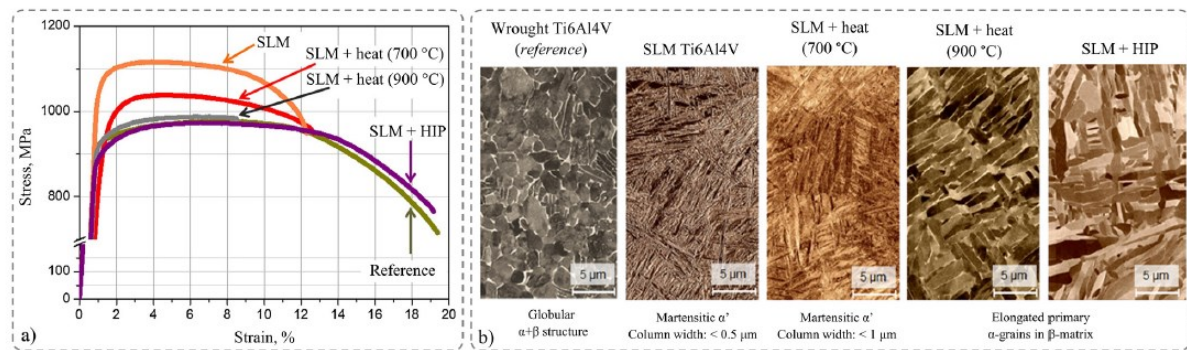 1200
1000
800
100
0
Stress, MPa
0 2 4 6 8 10 12 14 16 18 20
Strain, %
SLM
SLM + heat (700 °C)
SLM + heat (900 °C)
SLM + HIP
Reference
a)
Wrought Ti6Al4V
(reference)
5 µm
Globular
α+β structure
SLM Ti6Al4V
5 µm
Martensitic α’
Column width: < 0.5 µm
SLM + heat
(700 °C)
5 µm
Martensitic α’
Column width: < 1 µm
SLM + heat
(900 °C)
5 µm
SLM + HIP
5 µm
Elongated primary
α-grains in β-matrix
b)